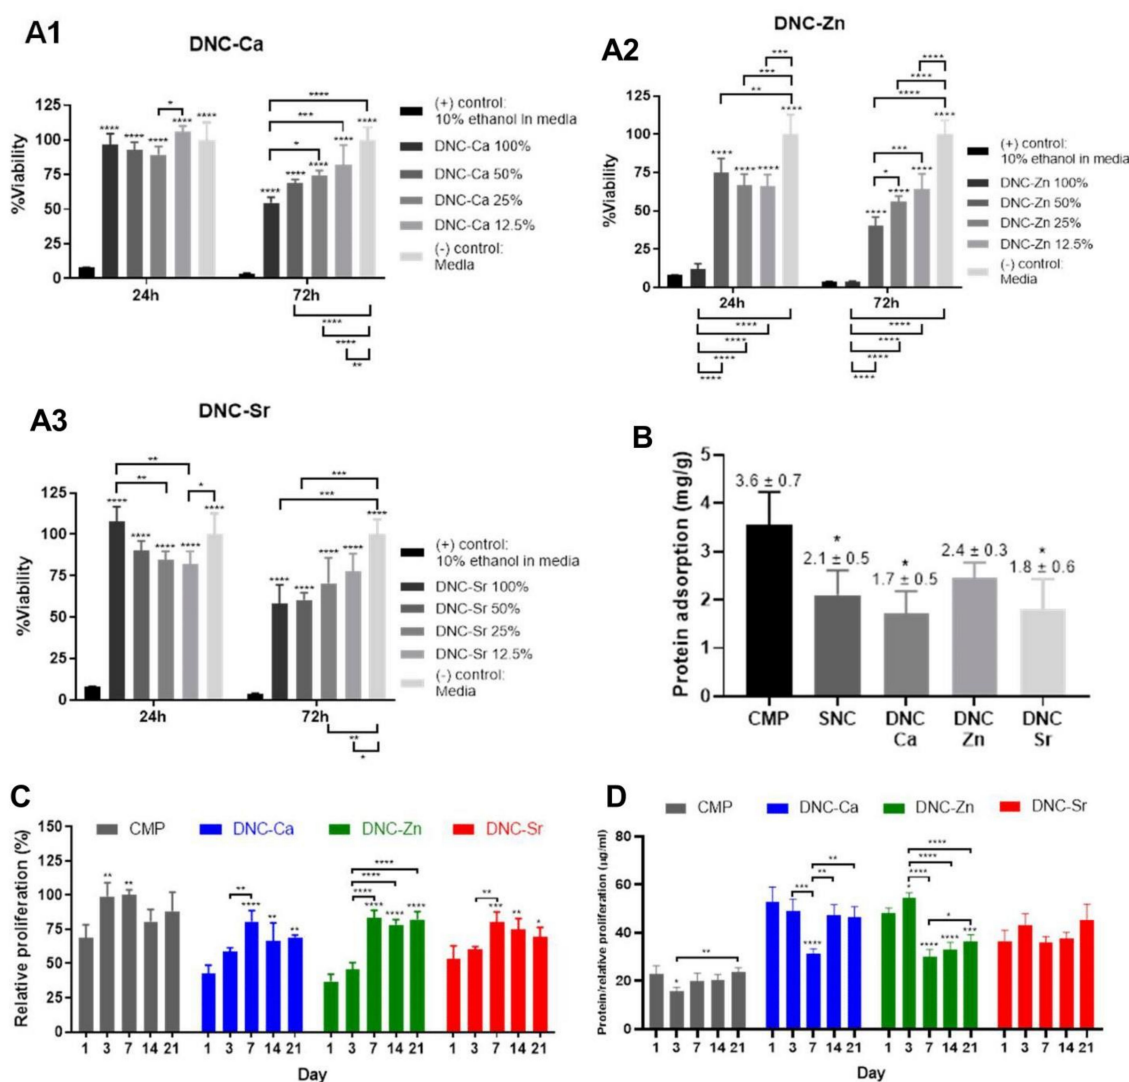 A1
DNC-Ca
**** **** **** * **** ****
**** *** * **** **** **** **** ****
%Viability
125
100
75
50
25
0
24h
72h
****
****
**
(+) control:
10% ethanol in media
DNC-Ca 100%
DNC-Ca 50%
DNC-Ca 25%
DNC-Ca 12.5%
(-) control:
Media
A2
DNC-Zn
***
***
**
**** **** **** ****
****
****
****
***
*
**** **** **** ****
%Viability
125
100
75
50
25
0
24h
72h
****
****
****
****
****
****
(+) control:
10% ethanol in media
DNC-Zn 100%
DNC-Zn 50%
DNC-Zn 25%
DNC-Zn 12.5%
(-) control:
Media
A3
DNC-Sr
**
**
*
**** **** **** **** ****
***
***
**** **** **** **** ****
%Viability
125
100
75
50
25
0
24h
72h
**
*
(+) control:
10% ethanol in media
DNC-Sr 100%
DNC-Sr 50%
DNC-Sr 25%
DNC-Sr 12.5%
(-) control:
Media
B
Protein adsorption (mg/g)
5
4
3
2
1
0
3.6 ± 0.7
*
2.1 ± 0.5
*
1.7 ± 0.5
2.4 ± 0.3
*
1.8 ± 0.6
CMP SNC DNC Ca DNC Zn DNC Sr
C
CMP DNC-Ca DNC-Zn DNC-Sr
Relative proliferation (%)
150
125
100
75
50
25
0
** **
**
**** ** **
****
****
**** **** ****
**
*** ** *
1 3 7 14 21 1 3 7 14 21 1 3 7 14 21 1 3 7 14 21
Day
D
CMP DNC-Ca DNC-Zn DNC-Sr
Protein/relative proliferation (µg/ml)
80
60
40
20
0
**
*
**
*** **
****
****
****
****
*
*
**** **** ***
1 3 7 14 21 1 3 7 14 21 1 3 7 14 21 1 3 7 14 21
Day